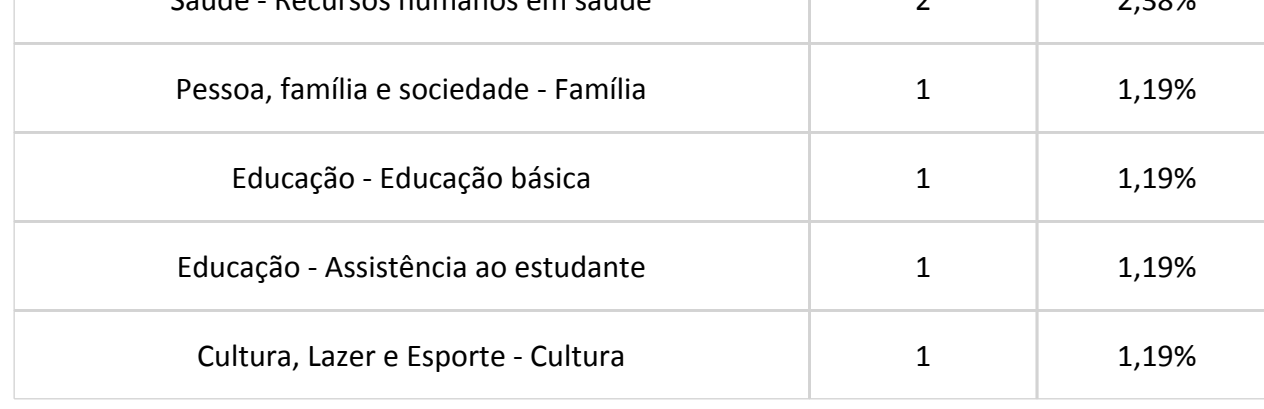 Saúde - Recursos humanos em saúde 2 2,38%
Pessoa, família e sociedade - Família 1 1,19%
Educação - Educação básica 1 1,19%
Educação - Assistência ao estudante 1 1,19%
Cultura, Lazer e Esporte - Cultura 1 1,19%